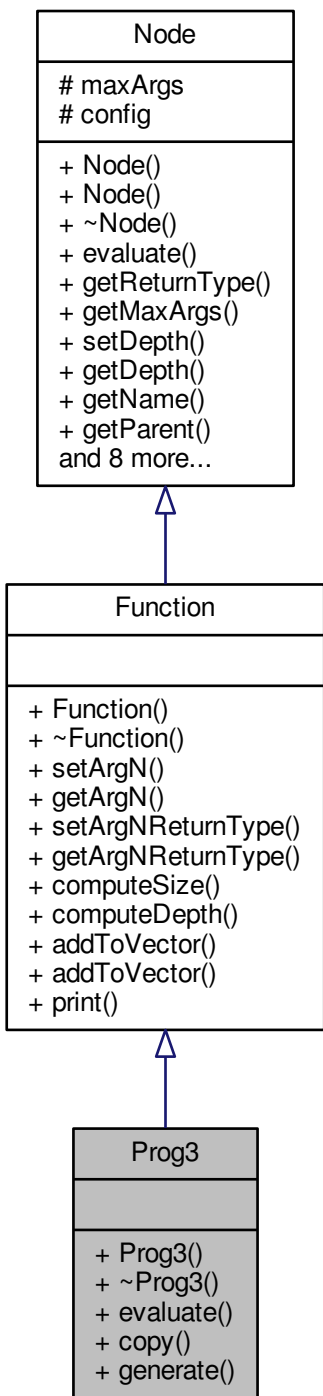 Node
# maxArgs
# config
+ Node()
+ Node()
+ ~Node()
+ evaluate()
+ getReturnType()
+ getMaxArgs()
+ setDepth()
+ getDepth()
+ getName()
+ getParent()
and 8 more...
Function
+ Function()
+ ~Function()
+ setArgN()
+ getArgN()
+ setArgNReturnType()
+ getArgNReturnType()
+ computeSize()
+ computeDepth()
+ addToVector()
+ addToVector()
+ print()
Prog3
+ Prog3()
+ ~Prog3()
+ evaluate()
+ copy()
+ generate()